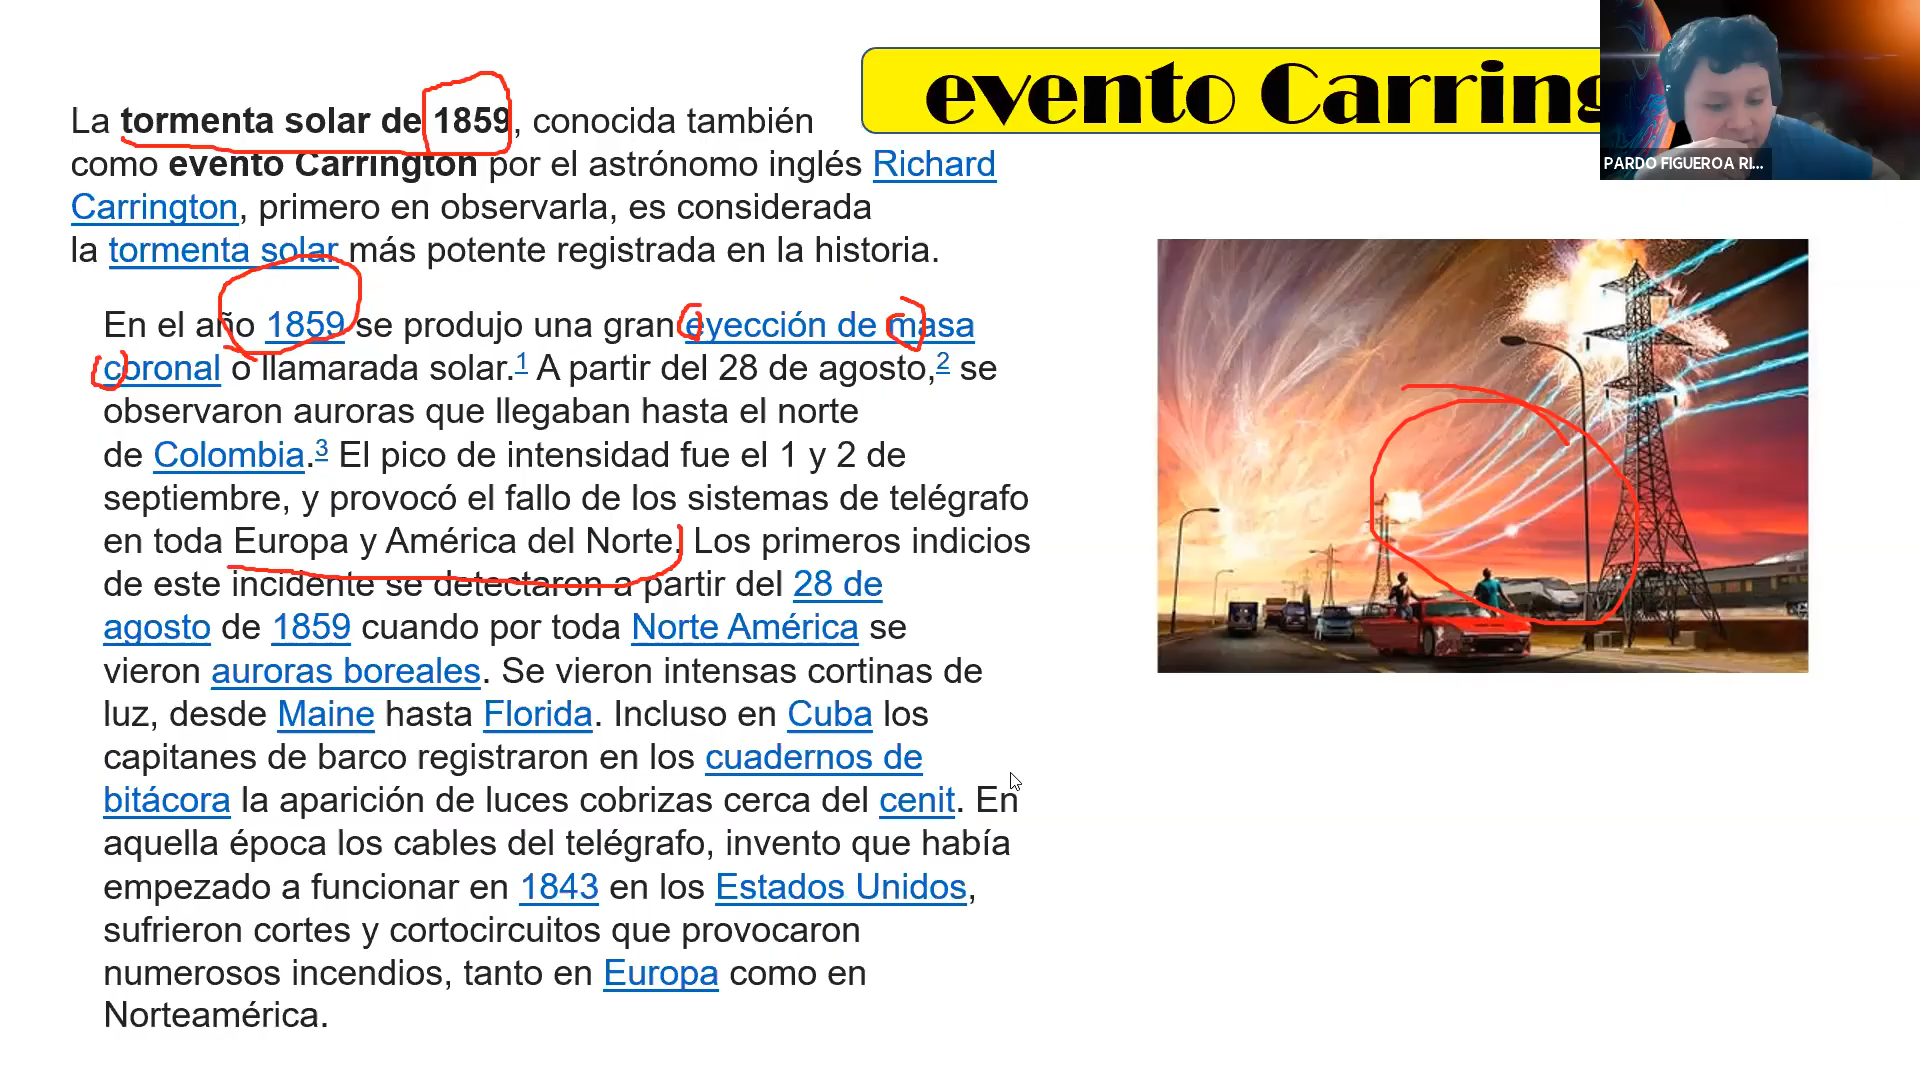 evento Carring
PARDO FIGUEROA RI...
La tormenta solar de 1859, conocida también
como evento Carrington por el astrónomo inglés Richard
Carrington, primero en observarla, es considerada
la tormenta solar más potente registrada en la historia.
En el año 1859 se produjo una gran eyección de masa
coronal o llamarada solar.1 A partir del 28 de agosto,2 se
observaron auroras que llegaban hasta el norte
de Colombia.3 El pico de intensidad fue el 1 y 2 de
septiembre, y provocó el fallo de los sistemas de telégrafo
en toda Europa y América del Norte. Los primeros indicios
de este incidente se detectaron a partir del 28 de
agosto de 1859 cuando por toda Norte América se
vieron auroras boreales. Se vieron intensas cortinas de
luz, desde Maine hasta Florida. Incluso en Cuba los
capitanes de barco registraron en los cuadernos de
bitácora la aparición de luces cobrizas cerca del cenit. En
aquella época los cables del telégrafo, invento que había
empezado a funcionar en 1843 en los Estados Unidos,
sufrieron cortes y cortocircuitos que provocaron
numerosos incendios, tanto en Europa como en
Norteamérica.